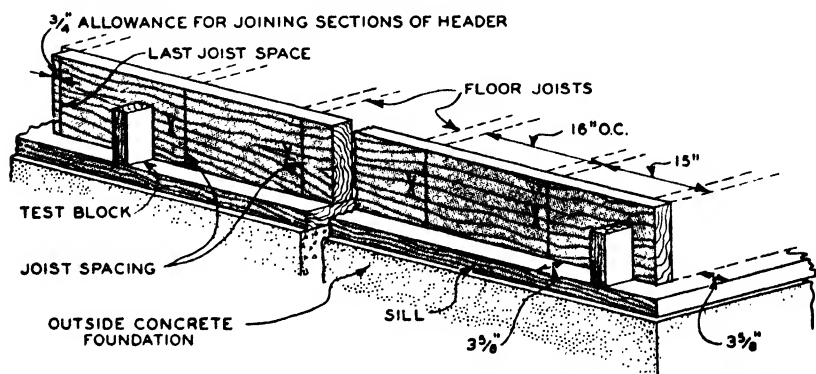 3/4" ALLOWANCE FOR JOINING SECTIONS OF HEADER
LAST JOIST SPACE
FLOOR JOISTS
16" O.C.
15"
TEST BLOCK
JOIST SPACING
OUTSIDE CONCRETE
FOUNDATION
SILL
3 5/8"
3 5/8"
X
X
X
X